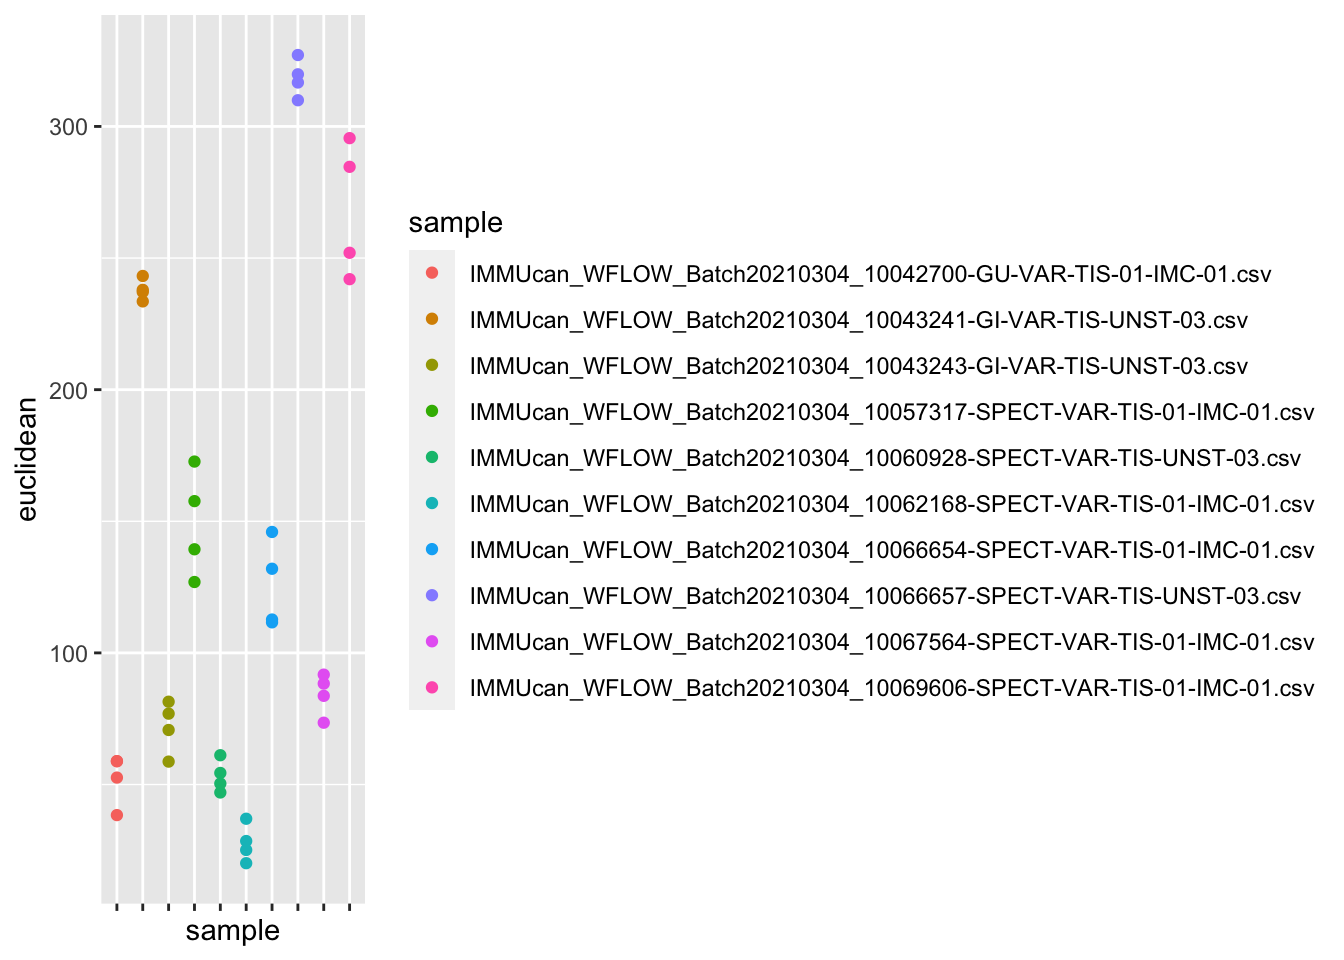 300
200
100
euclidean
sample
sample
IMMUcan_WFLOW_Batch20210304_10042700-GU-VAR-TIS-01-IMC-01.csv
IMMUcan_WFLOW_Batch20210304_10043241-GI-VAR-TIS-UNST-03.csv
IMMUcan_WFLOW_Batch20210304_10043243-GI-VAR-TIS-UNST-03.csv
IMMUcan_WFLOW_Batch20210304_10057317-SPECT-VAR-TIS-01-IMC-01.csv
IMMUcan_WFLOW_Batch20210304_10060928-SPECT-VAR-TIS-UNST-03.csv
IMMUcan_WFLOW_Batch20210304_10062168-SPECT-VAR-TIS-01-IMC-01.csv
IMMUcan_WFLOW_Batch20210304_10066654-SPECT-VAR-TIS-01-IMC-01.csv
IMMUcan_WFLOW_Batch20210304_10066657-SPECT-VAR-TIS-UNST-03.csv
IMMUcan_WFLOW_Batch20210304_10067564-SPECT-VAR-TIS-01-IMC-01.csv
IMMUcan_WFLOW_Batch20210304_10069606-SPECT-VAR-TIS-01-IMC-01.csv